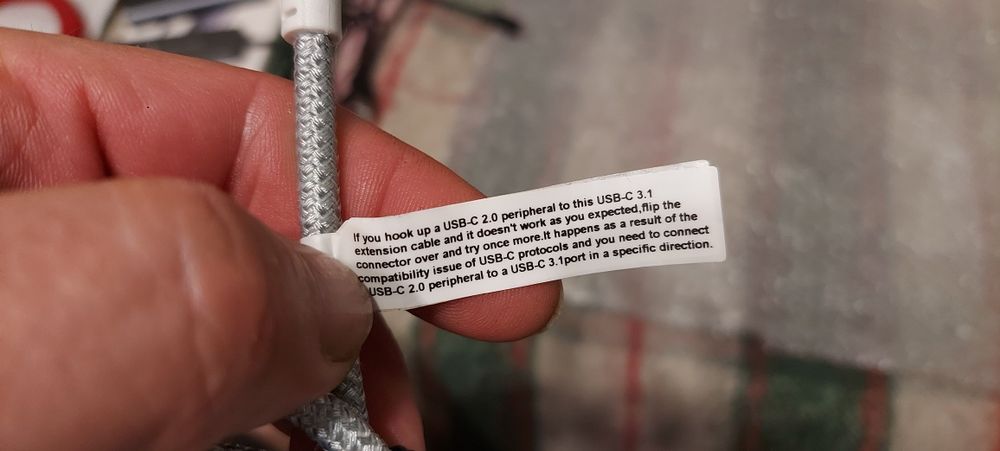 If you hook up a USB-C 2.0 peripheral to this USB-C 3.1
extension cable and it doesn't work as you expected,flip the
connector over and try once more.It happens as a result of the
compatibility issue of USB-C protocols and you need to connect
USB-C 2.0 peripheral to a USB-C 3.1port in a specific direction.